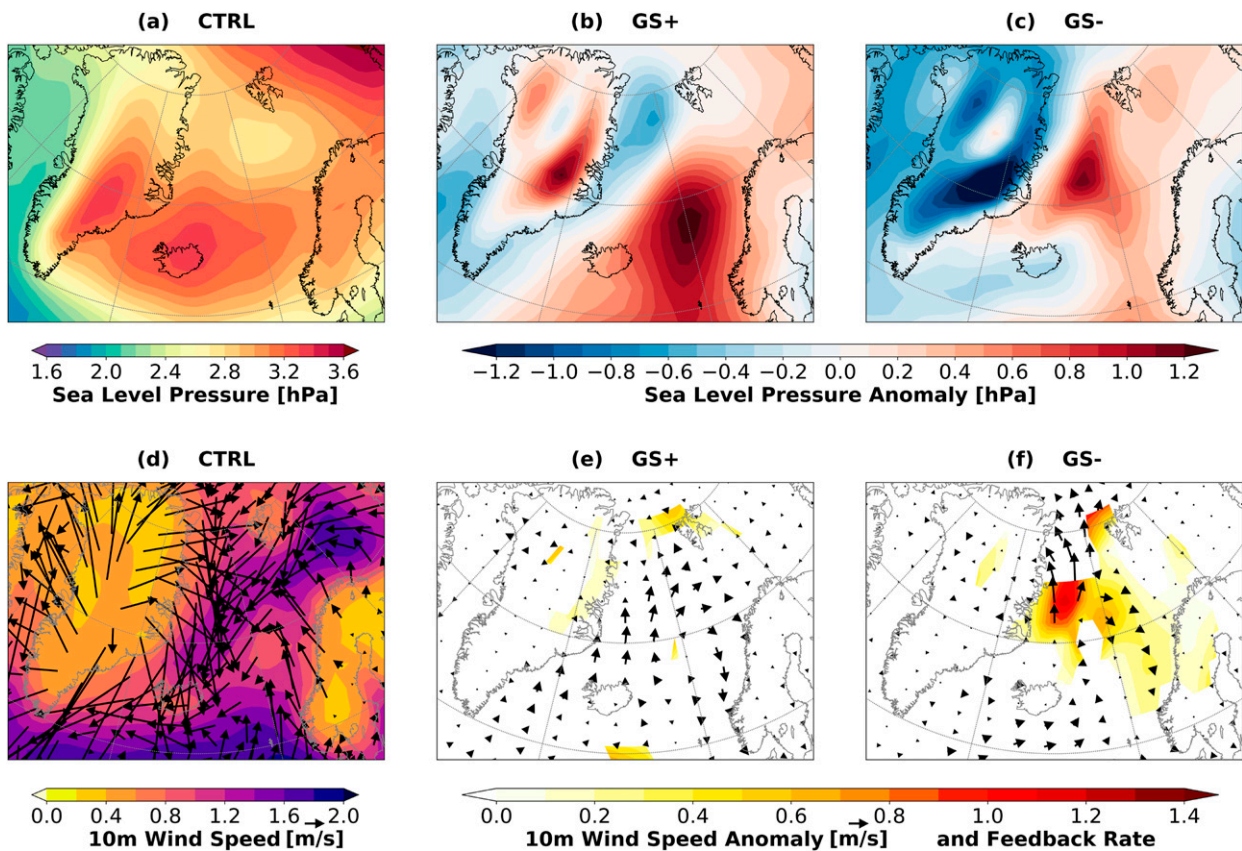 (a) CTRL
(b) GS+
(c) GS-
1.6 2.0 2.4 2.8 3.2 3.6
Sea Level Pressure [hPa]
−1.2 −1.0 −0.8 −0.6 −0.4 −0.2 0.0 0.2 0.4 0.6 0.8 1.0 1.2
Sea Level Pressure Anomaly [hPa]
(d) CTRL
(e) GS+
(f) GS-
0.0 0.4 0.8 1.2 1.6 2.0
10m Wind Speed [m/s]
0.0 0.2 0.4 0.6 0.8 1.0 1.2 1.4
10m Wind Speed Anomaly [m/s] and Feedback Rate